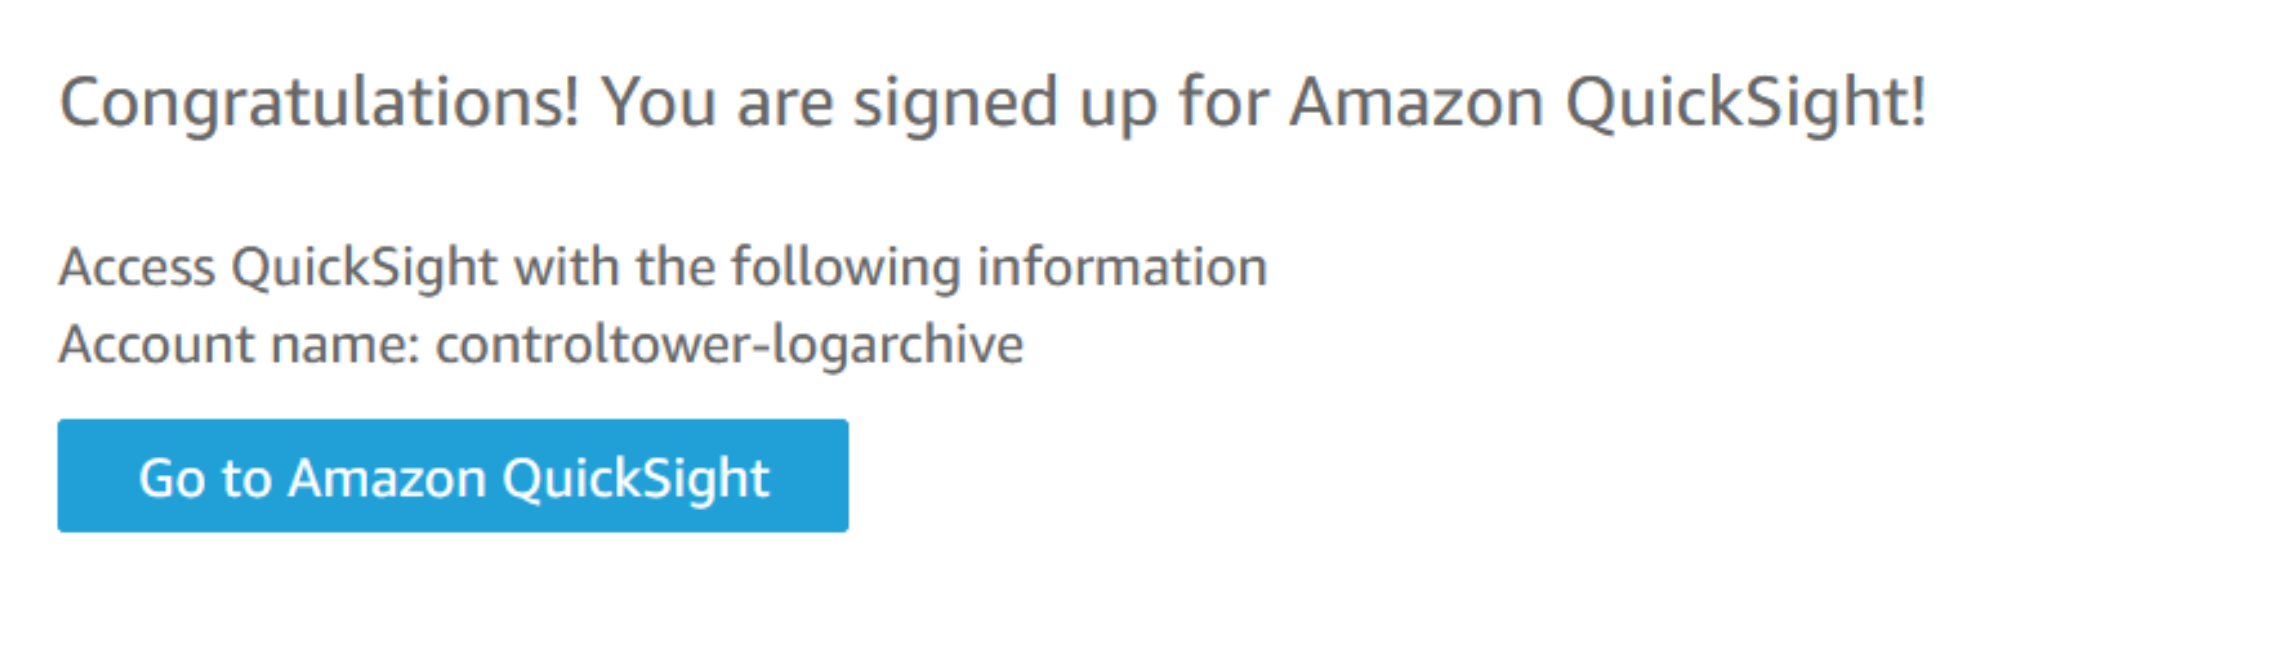 Congratulations! You are signed up for Amazon QuickSight!
Access QuickSight with the following information
Account name: controltower-logarchive
Go to Amazon QuickSight